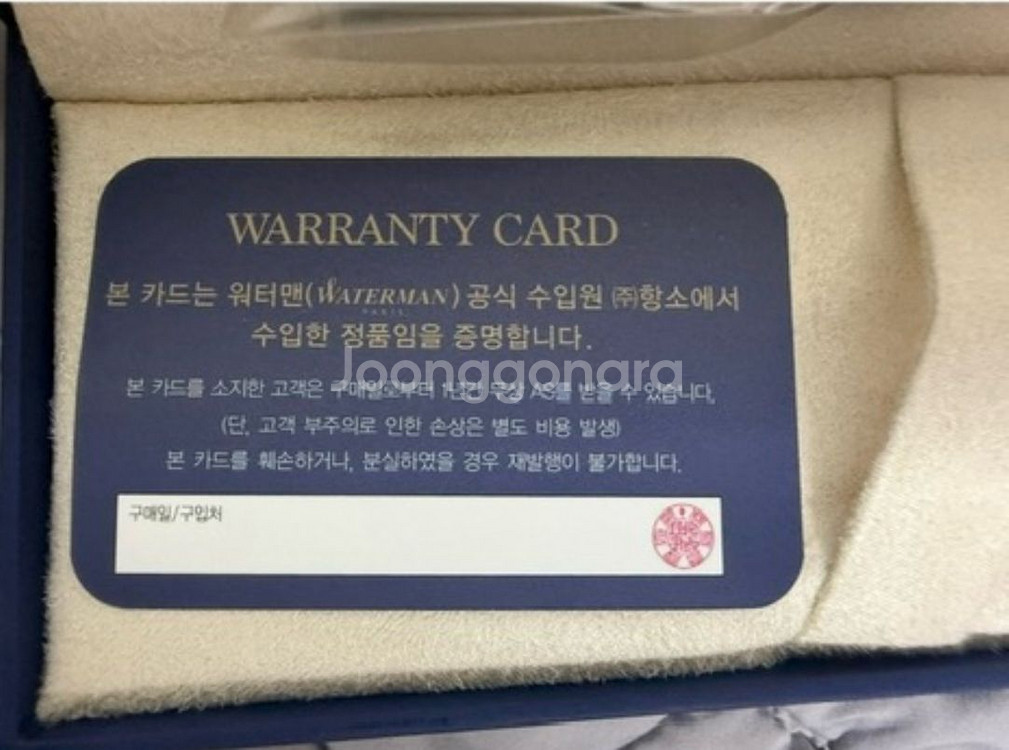 WARRANTY CARD
본 카드는 워터맨(WATERMAN PARIS)공식 수입원 ㈜항소에서
수입한 정품임을 증명합니다.
Joonggonara
본 카드를 소지한 고객은 구매일로부터 1년간 무상 AS를 받을 수 있습니다.
(단, 고객 부주의로 인한 손상은 별도 비용 발생)
본 카드를 훼손하거나, 분실하였을 경우 재발행이 불가합니다.
구매일/구입처